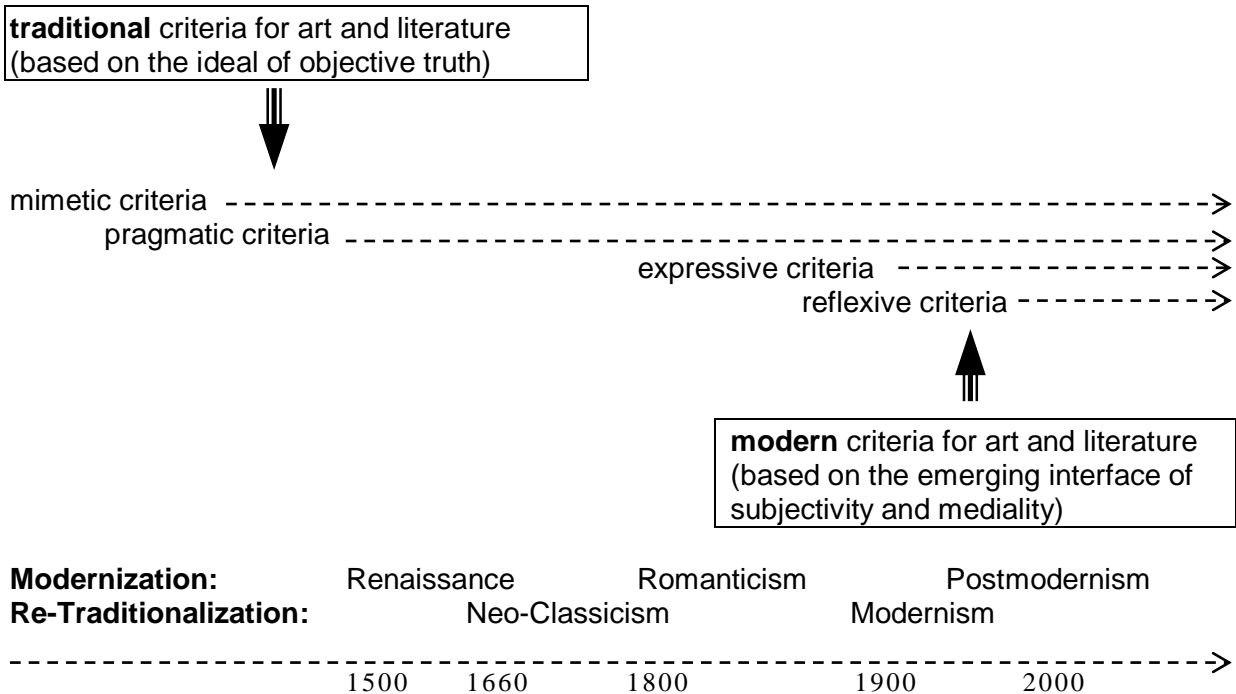 traditional criteria for art and literature
(based on the ideal of objective truth)
mimetic criteria
pragmatic criteria
expressive criteria
reflexive criteria
modern criteria for art and literature
(based on the emerging interface of
subjectivity and mediality)
Modernization: Renaissance Romanticism Postmodernism
Re-Traditionalization: Neo-Classicism Modernism
1500 1660 1800 1900 2000